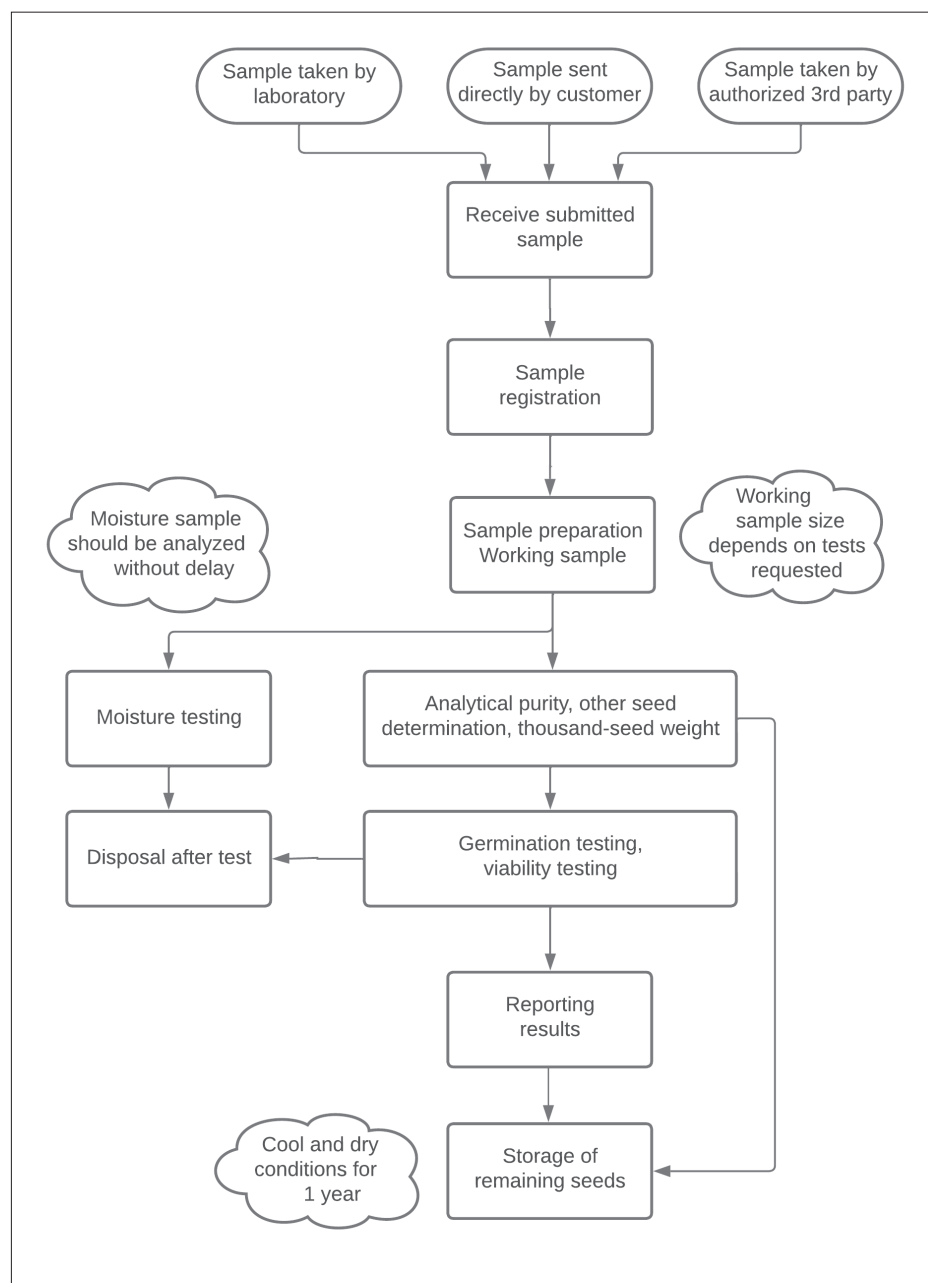 Sample taken by
laboratory
Sample sent
directly by customer
Sample taken by
authorized 3rd party
Receive submitted
sample
Sample
registration
Moisture sample
should be analyzed
without delay
Sample preparation
Working sample
Working
sample size
depends on tests
requested
Moisture testing
Analytical purity, other seed
determination, thousand-seed weight
Disposal after test
Germination testing,
viability testing
Reporting
results
Cool and dry
conditions for
1 year
Storage of
remaining seeds